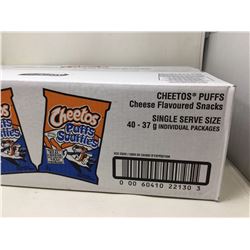 CHEETOS® PUFFS
Cheese Flavoured Snacks
SINGLE SERVE SIZE
40 - 37 g INDIVIDUAL PACKAGES
Cheetos
Puffs
Souffles
0 00 60410 22130 3